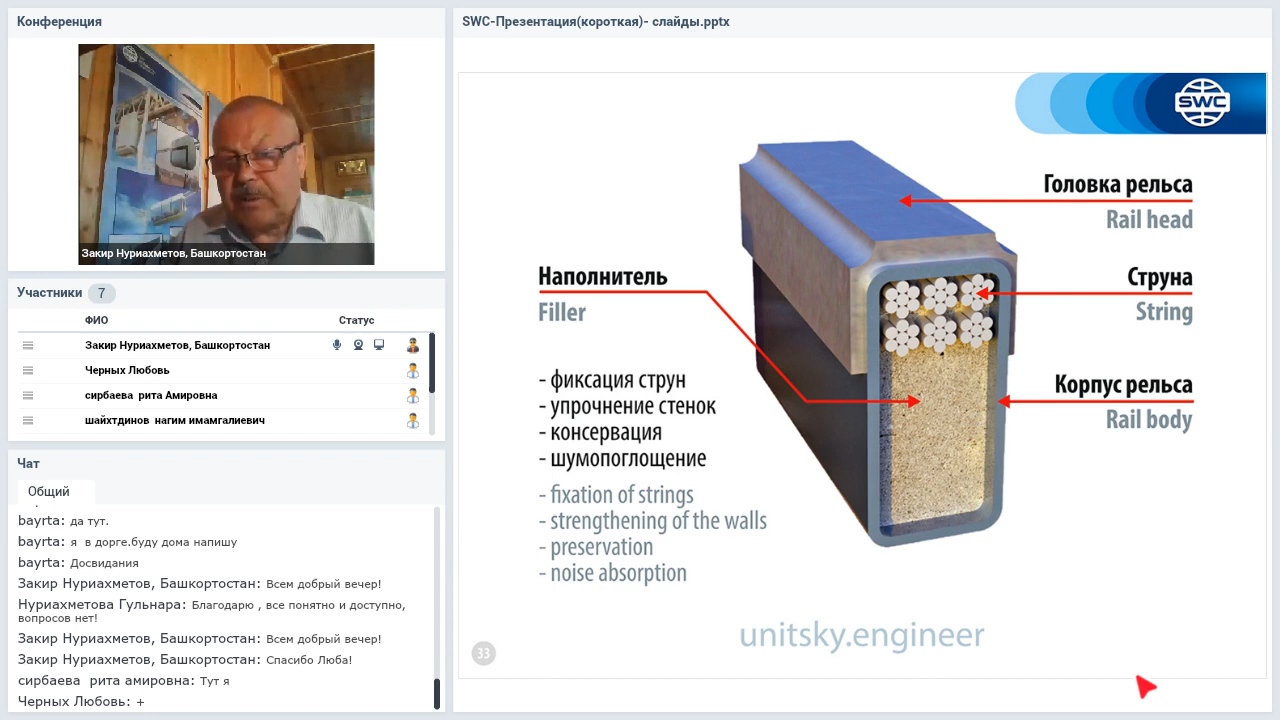 Конференция
Закир Нуриахметов, Башкортостан
Участники 7
ФИО Статус
Закир Нуриахметов, Башкортостан
Черных Любовь
сирбаева рита Амировна
шайхтдинов нагим имамгалиевич
Чат
Общий
bayrta: да тут.
bayrta: я в дорге.буду дома напишу
bayrta: Досвидания
Закир Нуриахметов, Башкортостан: Всем добрый вечер!
Нуриахметова Гульнара: Благодарю , все понятно и доступно,
вопросов нет!
Закир Нуриахметов, Башкортостан: Всем добрый вечер!
Закир Нуриахметов, Башкортостан: Спасибо Люба!
сирбаева рита амировна: Тут я
Черных Любовь: +
SWC-Презентация(короткая)- слайды.pptx
SWC
Головка рельса
Rail head
Наполнитель
Filler
Струна
String
Корпус рельса
Rail body
- фиксация струн
- упрочнение стенок
- консервация
- шумопоглощение
- fixation of strings
- strengthening of the walls
- preservation
- noise absorption
unitsky.engineer
33